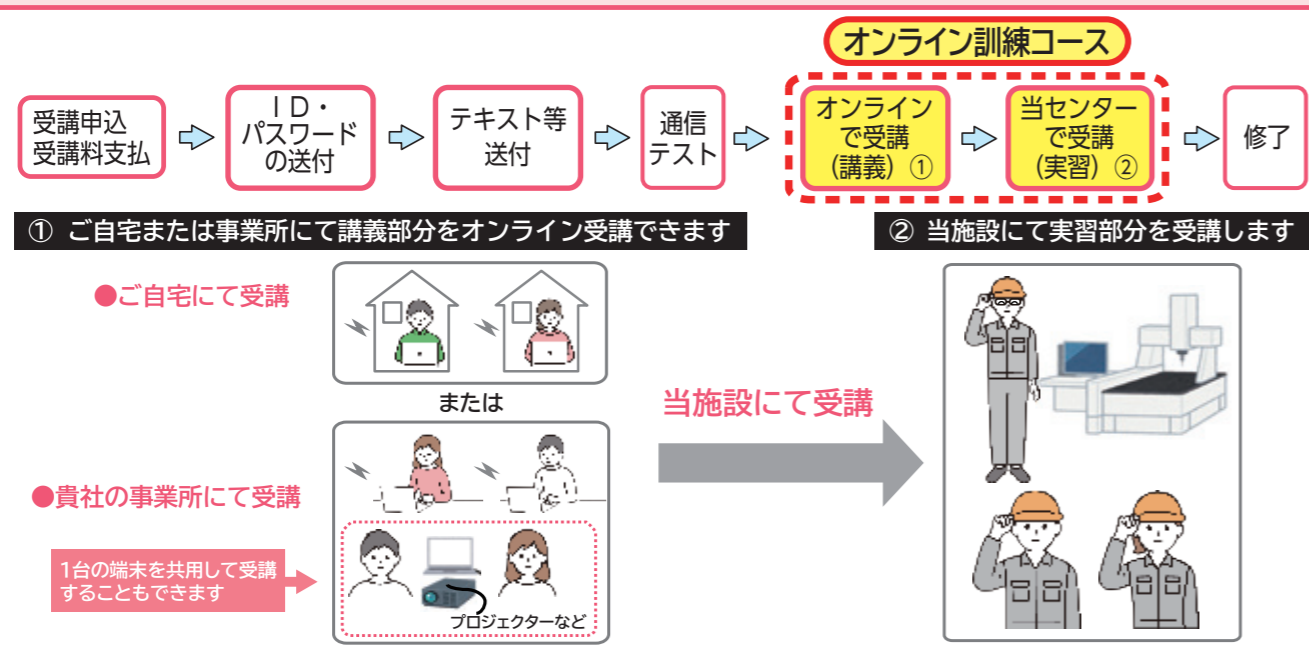 オンライン訓練コース
受講申込
受講料支払
ＩＤ・
パスワード
の送付
テキスト等
送付
通信
テスト
オンライン
で受講
（講義）①
当センター
で受講
（実習）②
修了
① ご自宅または事業所にて講義部分をオンライン受講できます
② 当施設にて実習部分を受講します
●ご自宅にて受講
または
●貴社の事業所にて受講
1台の端末を共用して受講
することもできます
プロジェクターなど
当施設にて受講